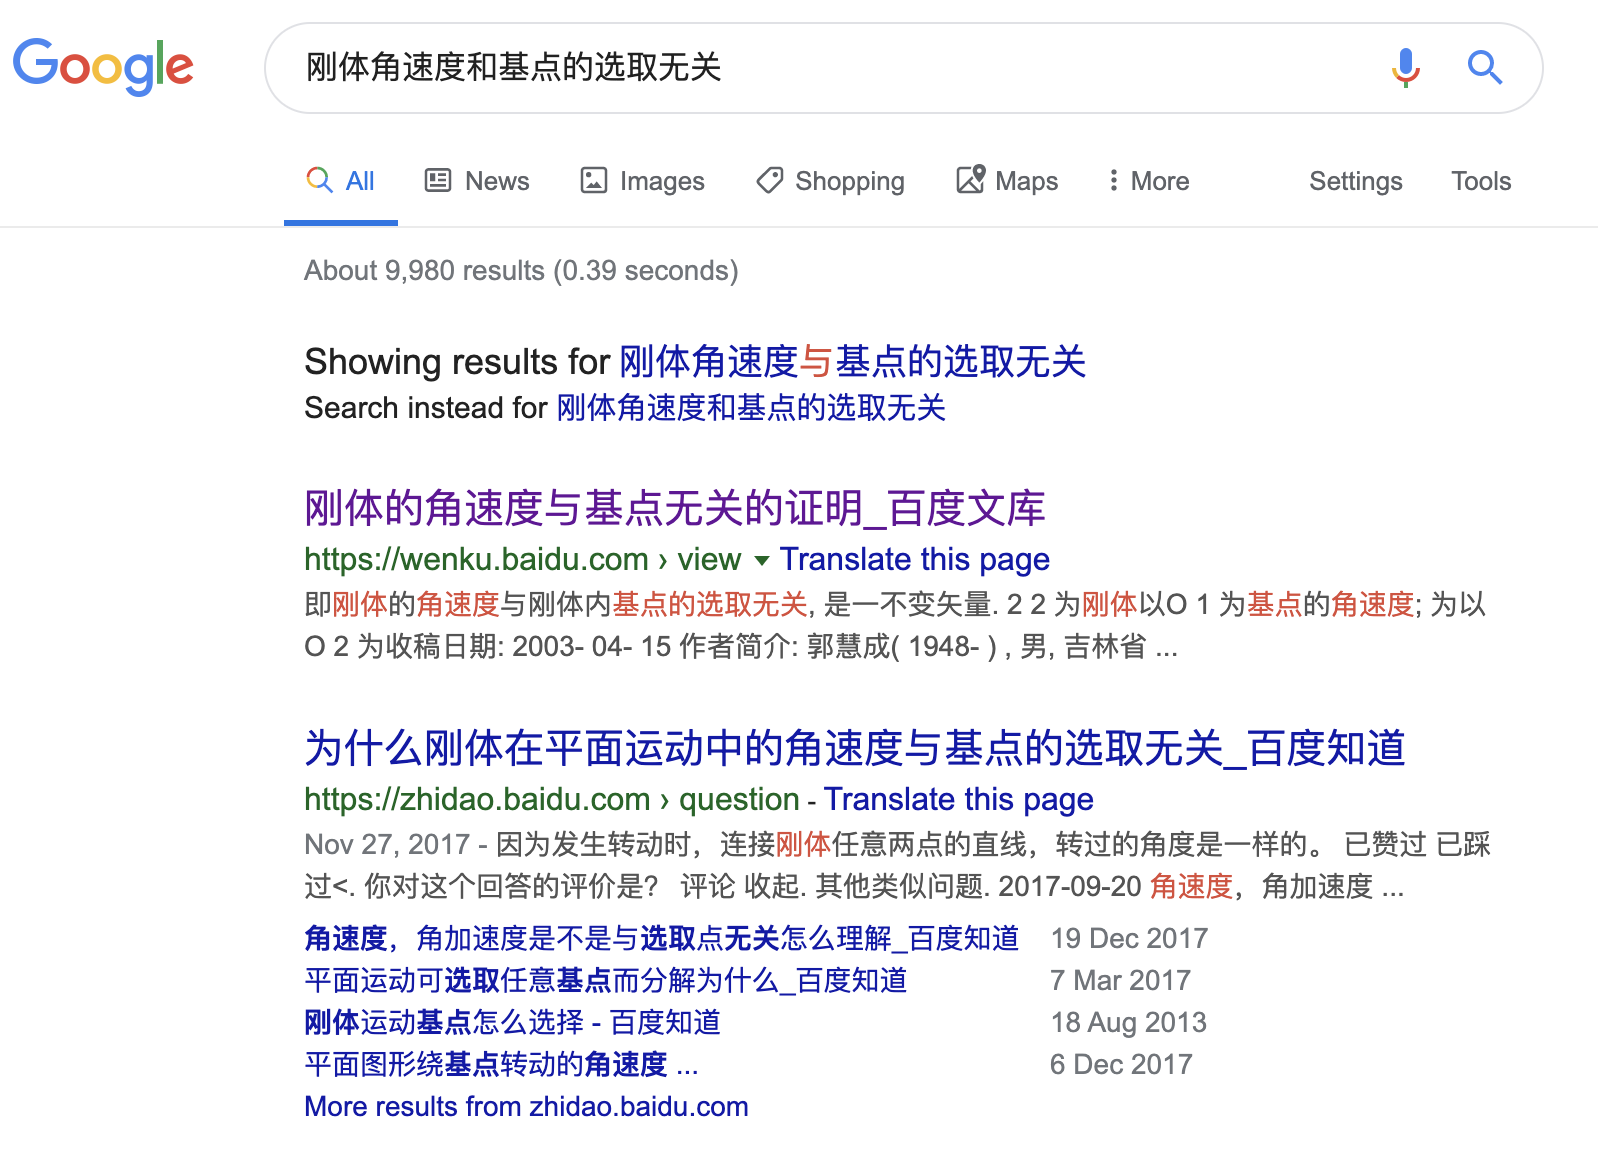 Google
刚体角速度和基点的选取无关
All News Images Shopping Maps More Settings Tools
About 9,980 results (0.39 seconds)
Showing results for 刚体角速度与基点的选取无关
Search instead for 刚体角速度和基点的选取无关
刚体的角速度与基点无关的证明_百度文库
https://wenku.baidu.com › view ▾ Translate this page
即刚体的角速度与刚体内基点的选取无关, 是一不变矢量. 2 2 为刚体以O 1 为基点的角速度; 为以
O 2 为收稿日期: 2003- 04- 15 作者简介: 郭慧成( 1948- ) , 男, 吉林省 ...
为什么刚体在平面运动中的角速度与基点的选取无关_百度知道
https://zhidao.baidu.com › question - Translate this page
Nov 27, 2017 - 因为发生转动时，连接刚体任意两点的直线，转过的角度是一样的。 已赞过 已踩
过<. 你对这个回答的评价是？ 评论 收起. 其他类似问题. 2017-09-20 角速度，角加速度 ...
角速度，角加速度是不是与选取点无关怎么理解_百度知道 19 Dec 2017
平面运动可选取任意基点而分解为什么_百度知道 7 Mar 2017
刚体运动基点怎么选择 - 百度知道 18 Aug 2013
平面图形绕基点转动的角速度 ... 6 Dec 2017
More results from zhidao.baidu.com